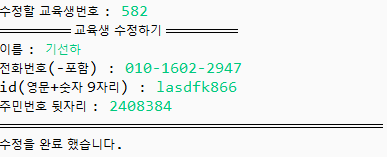 수정할 교육생번호 : 582
========== 교육생 수정하기 ==========
이름 : 기선하
전화번호(-포함) : 010-1602-2947
id(영문+숫자 9자리) : lasdfk866
주민번호 뒷자리 : 2408384
==================================================
수정을 완료 했습니다.